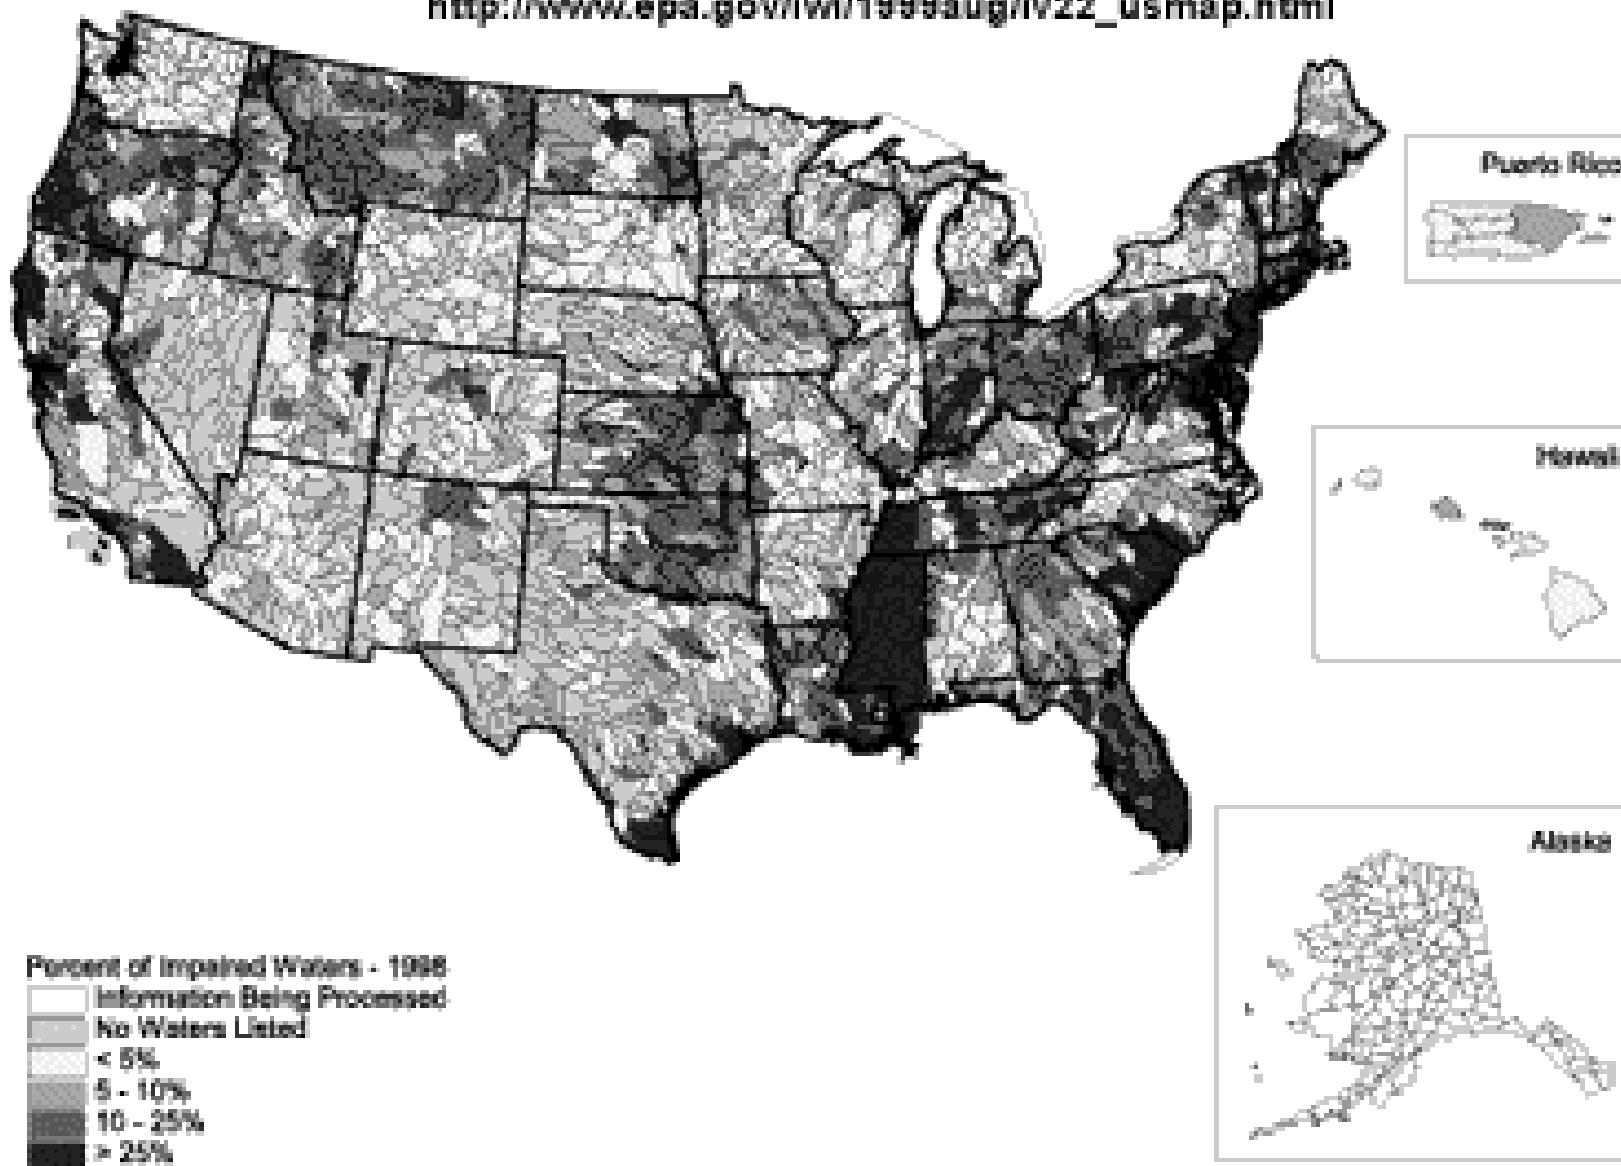 http://www.epa.gov/iwi/1999aug/iv22_usmap.html
Puerto Rico
Hawaii
Alaska
Percent of Impaired Waters - 1998
Information Being Processed
No Waters Listed
< 5%
5 - 10%
10 - 25%
> 25%